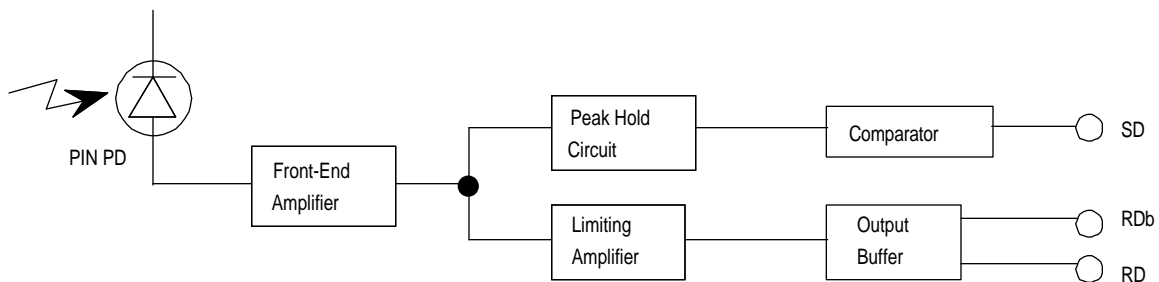 PIN PD
Front-End
Amplifier
Peak Hold
Circuit
Comparator
SD
Limiting
Amplifier
Output
Buffer
RDb
RD